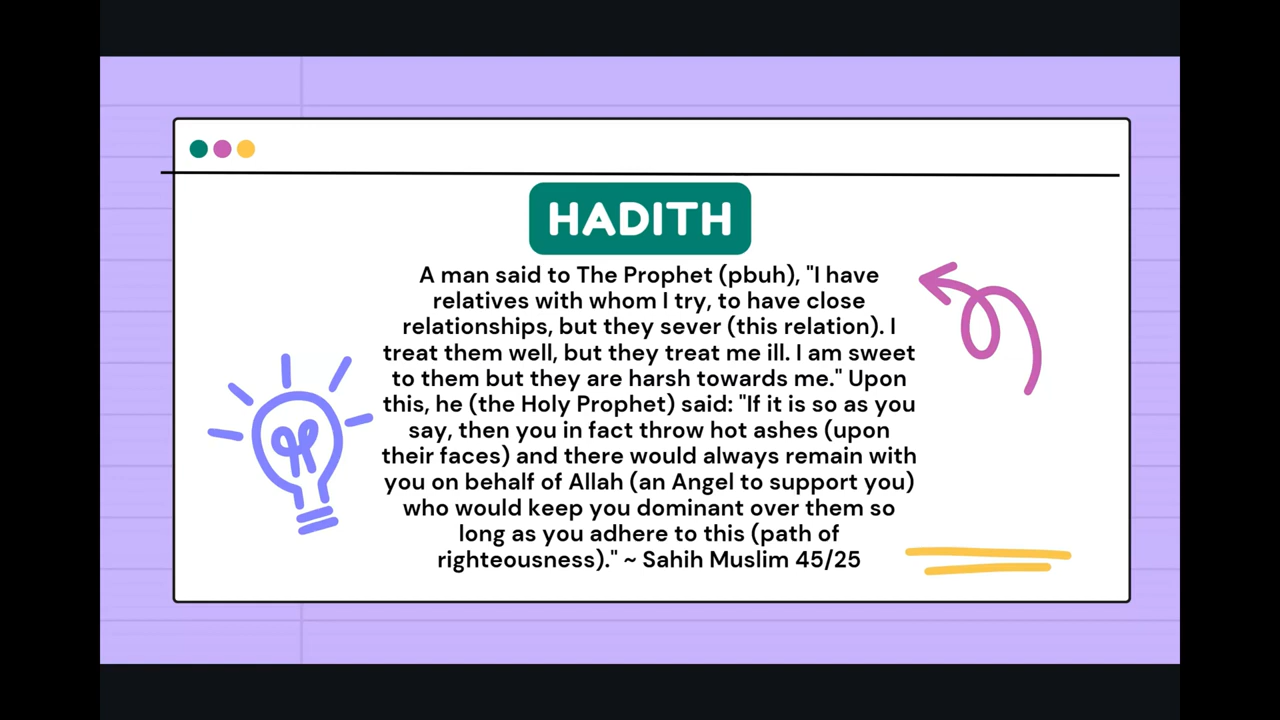 HADITH
A man said to The Prophet (pbuh), "I have
relatives with whom I try, to have close
relationships, but they sever (this relation). I
treat them well, but they treat me ill. I am sweet
to them but they are harsh towards me." Upon
this, he (the Holy Prophet) said: "If it is so as you
say, then you in fact throw hot ashes (upon
their faces) and there would always remain with
you on behalf of Allah (an Angel to support you)
who would keep you dominant over them so
long as you adhere to this (path of
righteousness)." ~ Sahih Muslim 45/25